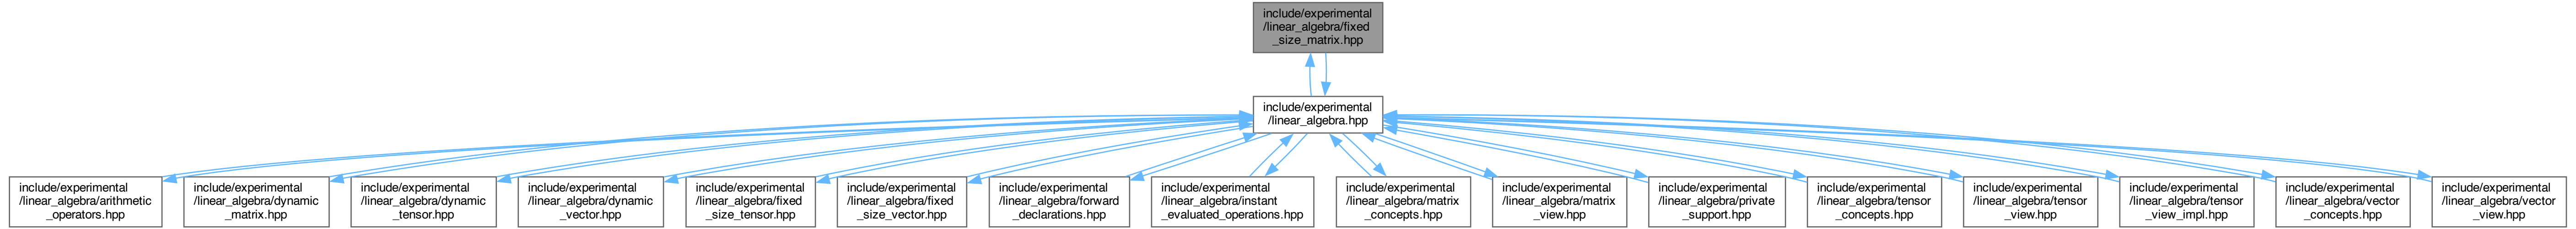 include/experimental
/linear_algebra/fixed
_size_matrix.hpp
include/experimental
/linear_algebra.hpp
include/experimental
/linear_algebra/arithmetic
_operators.hpp
include/experimental
/linear_algebra/dynamic
_matrix.hpp
include/experimental
/linear_algebra/dynamic
_tensor.hpp
include/experimental
/linear_algebra/dynamic
_vector.hpp
include/experimental
/linear_algebra/fixed
_size_tensor.hpp
include/experimental
/linear_algebra/fixed
_size_vector.hpp
include/experimental
/linear_algebra/forward
_declarations.hpp
include/experimental
/linear_algebra/instant
_evaluated_operations.hpp
include/experimental
/linear_algebra/matrix
_concepts.hpp
include/experimental
/linear_algebra/matrix
_view.hpp
include/experimental
/linear_algebra/private
_support.hpp
include/experimental
/linear_algebra/tensor
_concepts.hpp
include/experimental
/linear_algebra/tensor
_view.hpp
include/experimental
/linear_algebra/tensor
_view_impl.hpp
include/experimental
/linear_algebra/vector
_concepts.hpp
include/experimental
/linear_algebra/vector
_view.hpp